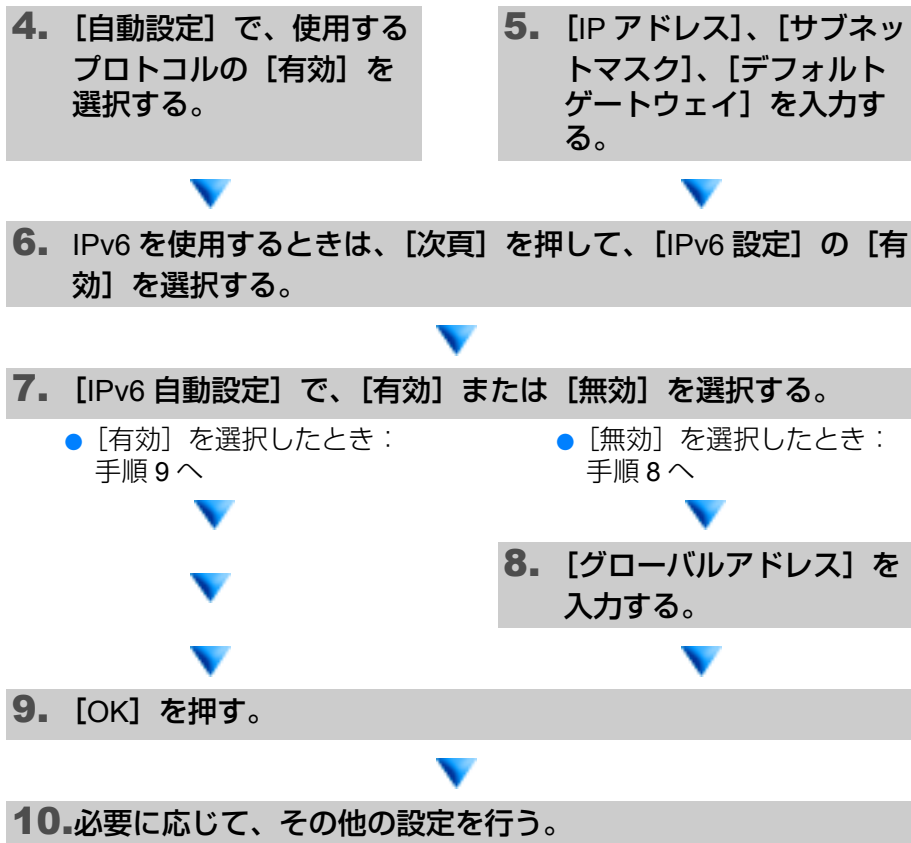 4. ［自動設定］で、使用する
プロトコルの［有効］を
選択する。
5. ［IP アドレス］、［サブネッ
トマスク］、［デフォルト
ゲートウェイ］を入力す
る。
6. IPv6 を使用するときは、［次頁］を押して、［IPv6 設定］の［有
効］を選択する。
7. ［IPv6 自動設定］で、［有効］または［無効］を選択する。
● ［有効］を選択したとき：
手順 9 へ
● ［無効］を選択したとき：
手順 8 へ
8. ［グローバルアドレス］を
入力する。
9. ［OK］を押す。
10.必要に応じて、その他の設定を行う。